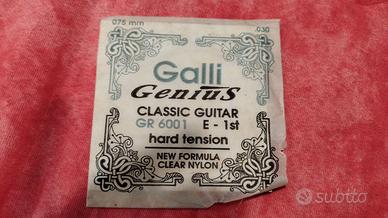 .075 mm .030
Galli
Genius
CLASSIC GUITAR
GR 6001 E - 1st
hard tension
NEW FORMULA
CLEAR NYLON
subito